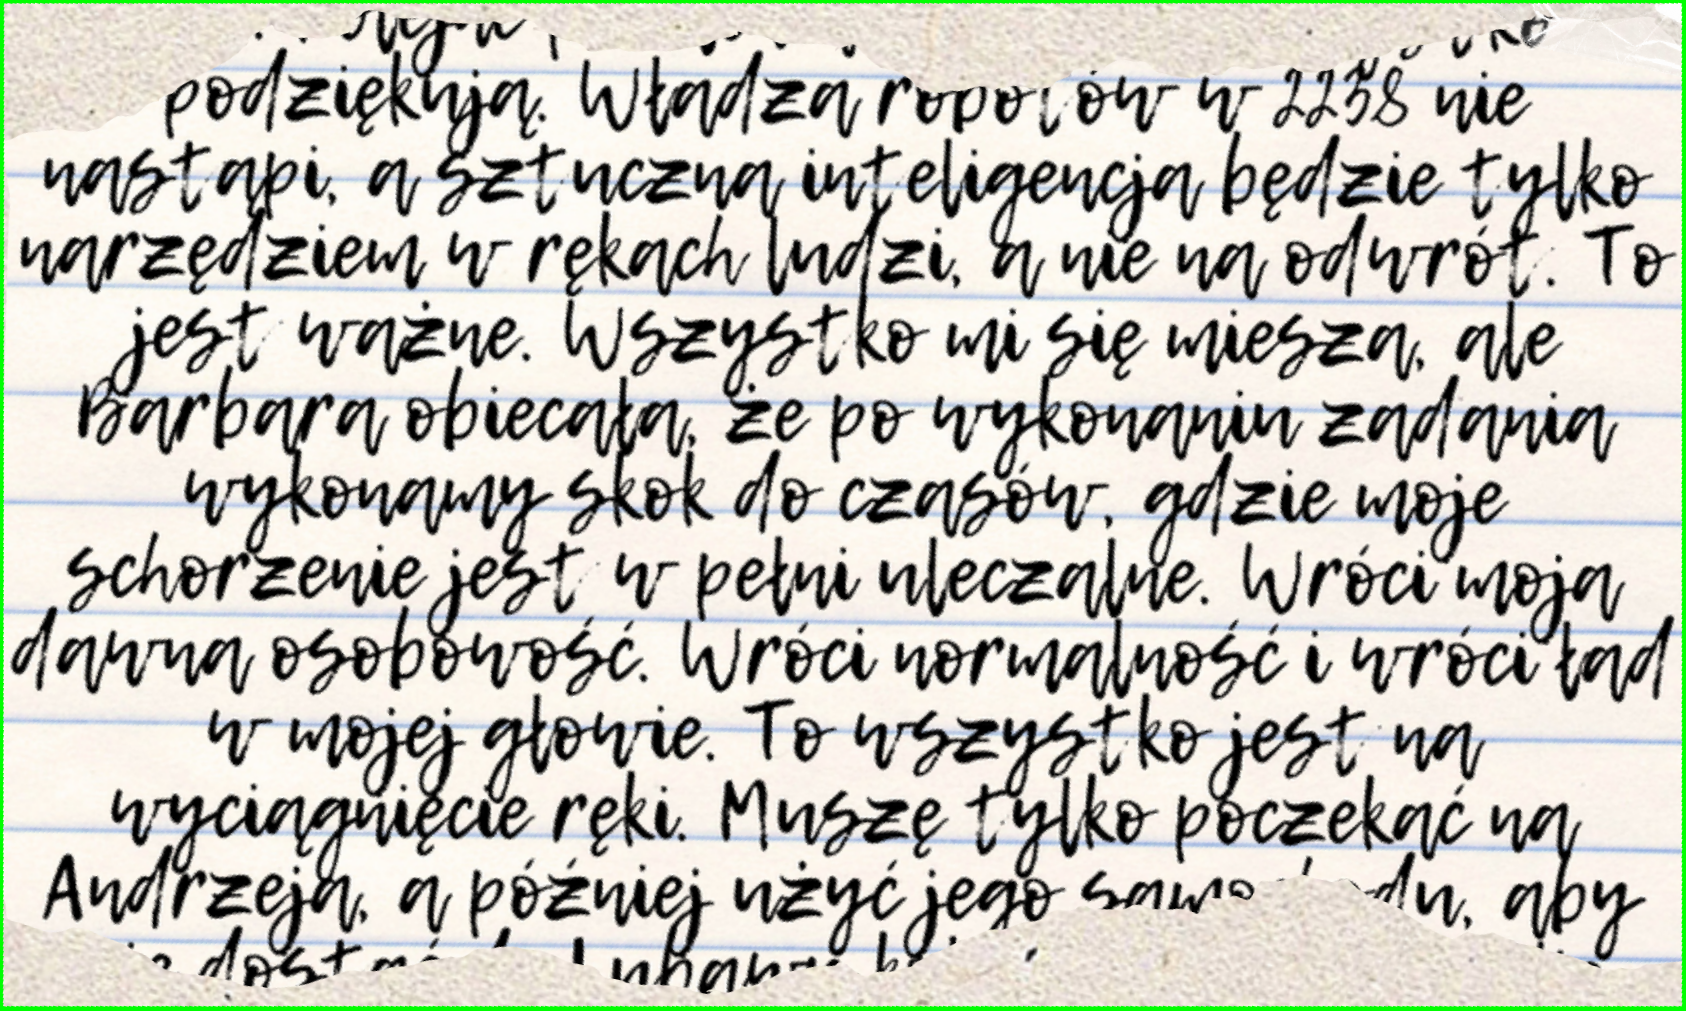 podziękują. Władza robotów w 2238 nie
nastąpi, a sztuczna inteligencja będzie tylko
narzędziem w rękach ludzi, a nie na odwrót. To
jest ważne. Wszystko mi się miesza, ale
Barbara obiecała, że po wykonaniu zadania
wykonamy skok do czasów, gdzie moje
schorzenie jest w pełni uleczalne. Wróci moja
dawna osobowość. Wróci normalność i wróci ład
w mojej głowie. To wszystko jest na
wyciągnięcie ręki. Muszę tylko poczekać na
Andrzeja, a później użyć jego samochodu, aby